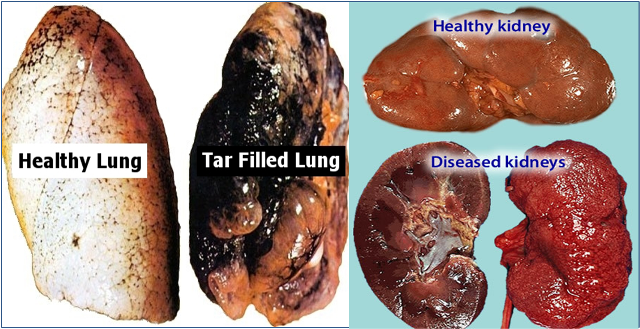 Healthy Lung
Tar Filled Lung
Healthy kidney
Diseased kidneys